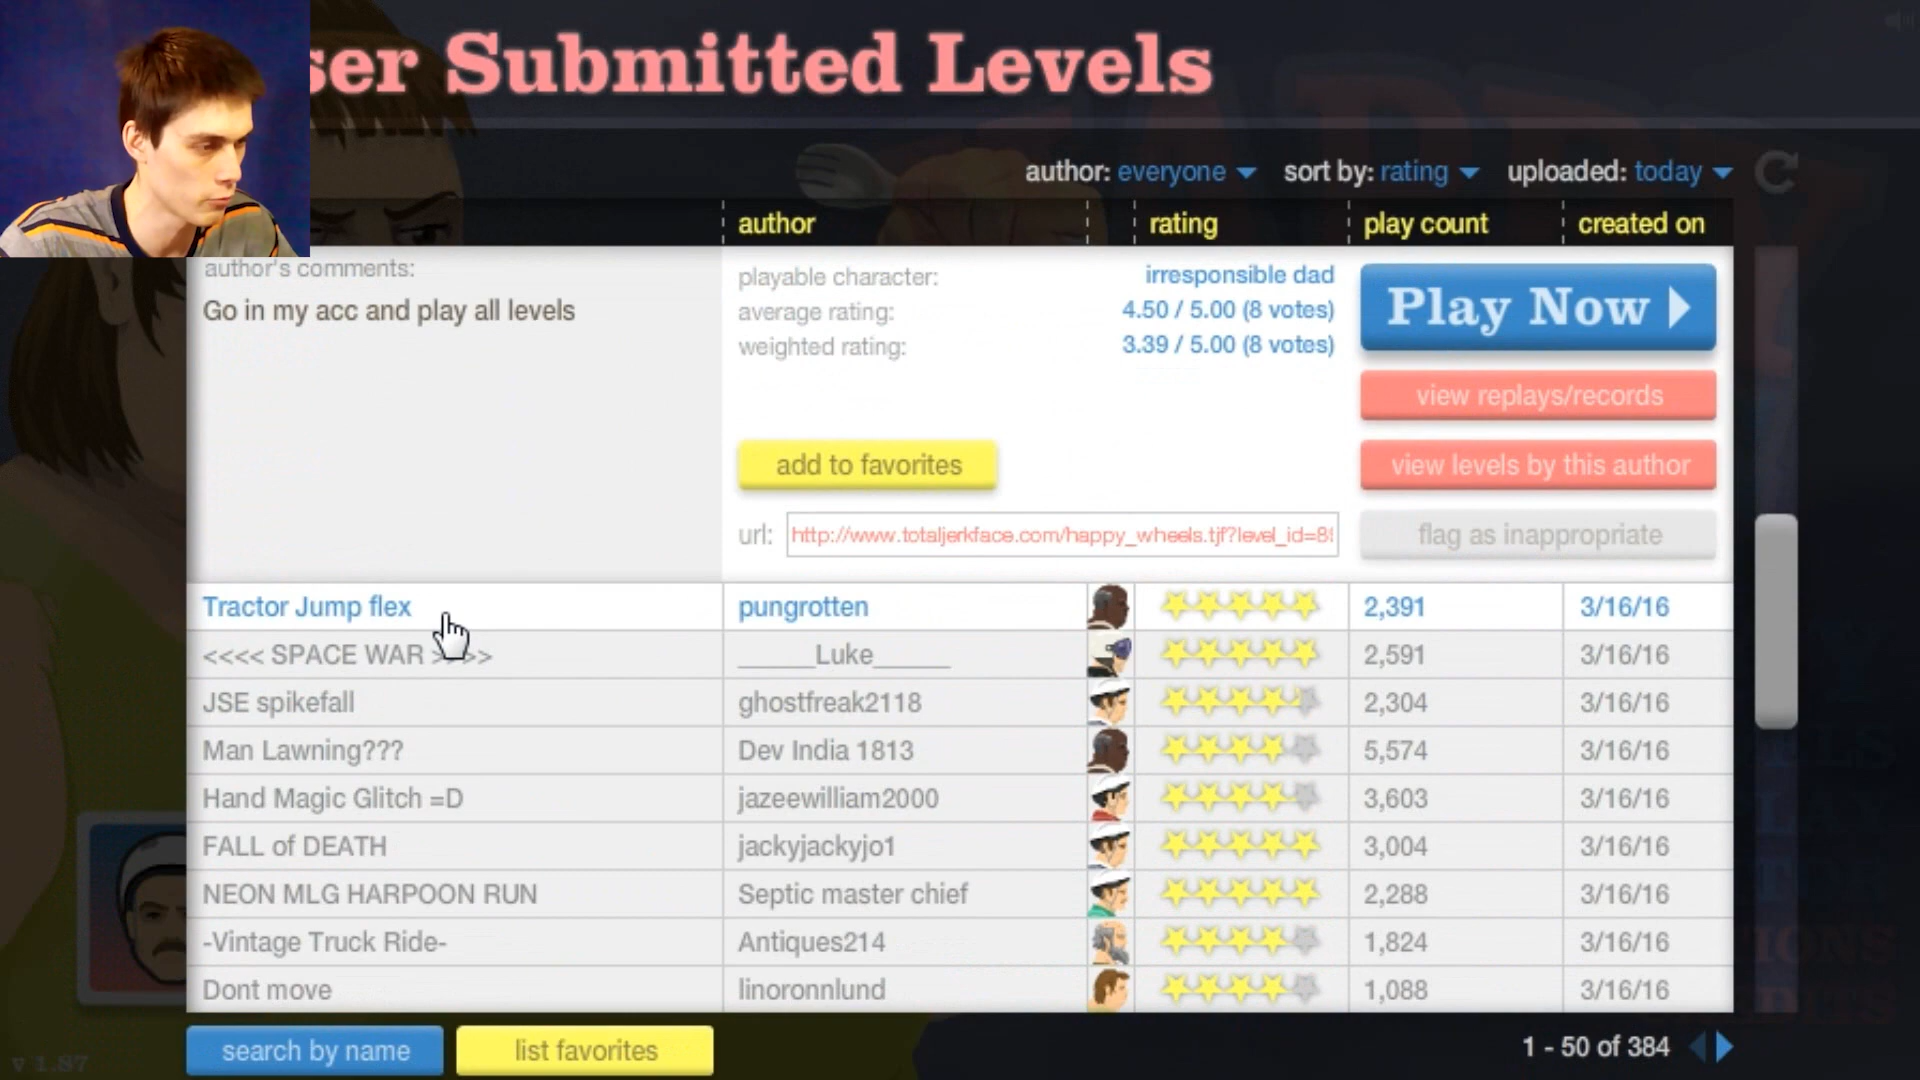 ser Submitted Levels
author: everyone sort by: rating uploaded: today
author rating play count created on
author's comments:
Go in my acc and play all levels
playable character: irresponsible dad
average rating: 4.50 / 5.00 (8 votes)
weighted rating: 3.39 / 5.00 (8 votes)
Play Now
view replays/records
add to favorites
view levels by this author
url: http://www.totaljerkface.com/happy_wheels.tjf?level_id=8
flag as inappropriate
Tractor Jump flex pungrotten 2,391 3/16/16
<<<< SPACE WAR >>>> ______Luke______ 2,591 3/16/16
JSE spikefall ghostfreak2118 2,304 3/16/16
Man Lawning??? Dev India 1813 5,574 3/16/16
Hand Magic Glitch =D jazeewilliam2000 3,603 3/16/16
FALL of DEATH jackyjackyjo1 3,004 3/16/16
NEON MLG HARPOON RUN Septic master chief 2,288 3/16/16
-Vintage Truck Ride- Antiques214 1,824 3/16/16
Dont move linoronnlund 1,088 3/16/16
search by name list favorites 1 - 50 of 384
v 1.87